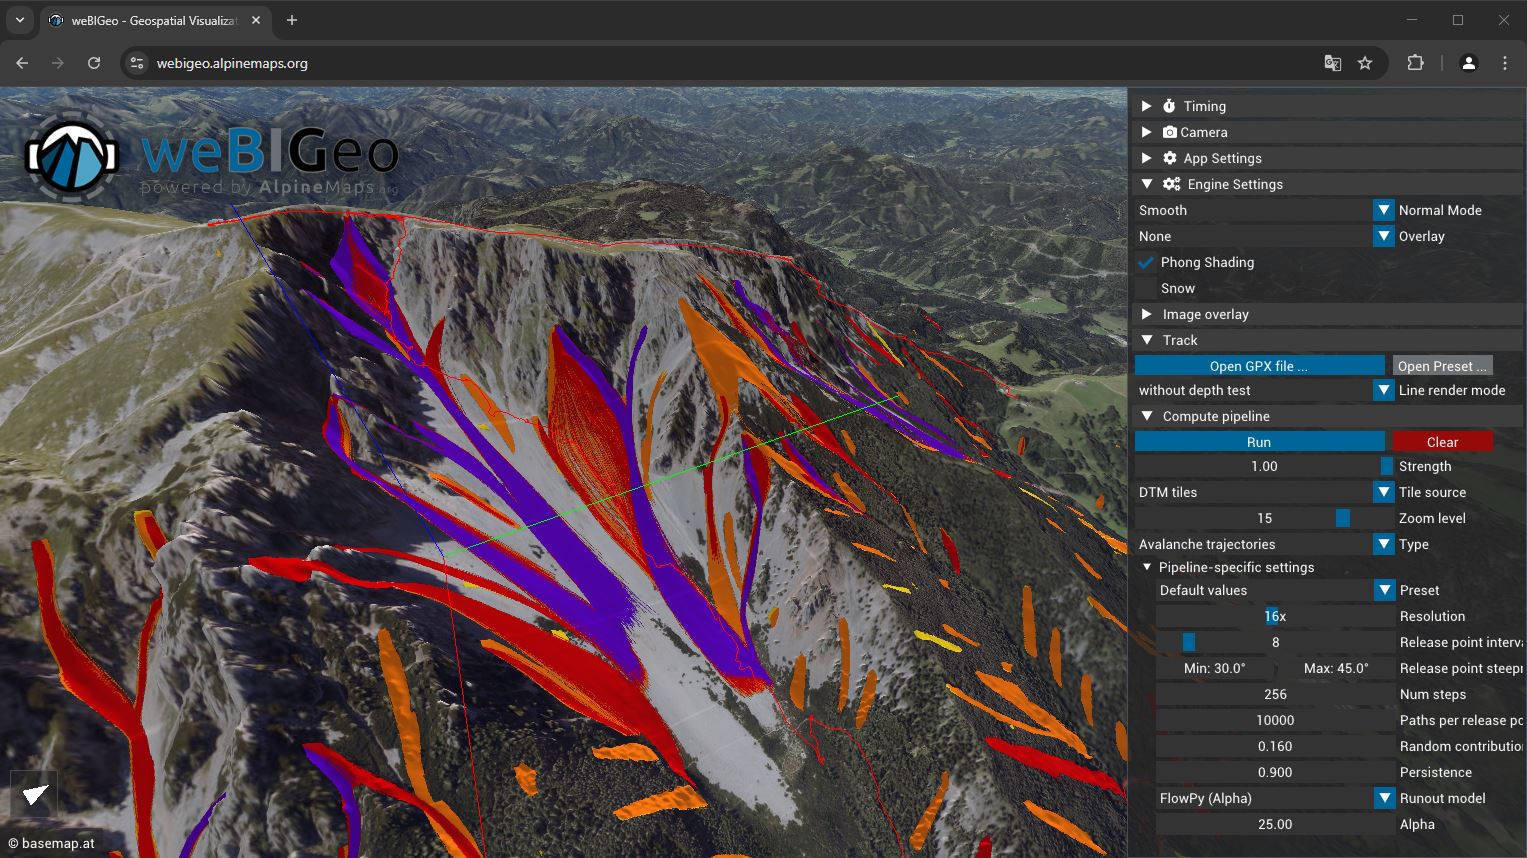 weBIGeo - Geospatial Visualizat
webigeo.alpinemaps.org
weBIGeo
powered by AlpineMaps.org
Timing
Camera
App Settings
Engine Settings
Smooth Normal Mode
None Overlay
Phong Shading
Snow
Image overlay
Track
Open GPX file ... Open Preset ...
without depth test Line render mode
Compute pipeline
Run Clear
1.00 Strength
DTM tiles Tile source
15 Zoom level
Avalanche trajectories Type
Pipeline-specific settings
Default values Preset
16x Resolution
8 Release point interva
Min: 30.0° Max: 45.0° Release point steepn
256 Num steps
10000 Paths per release po
0.160 Random contributio
0.900 Persistence
FlowPy (Alpha) Runout model
25.00 Alpha
© basemap.at